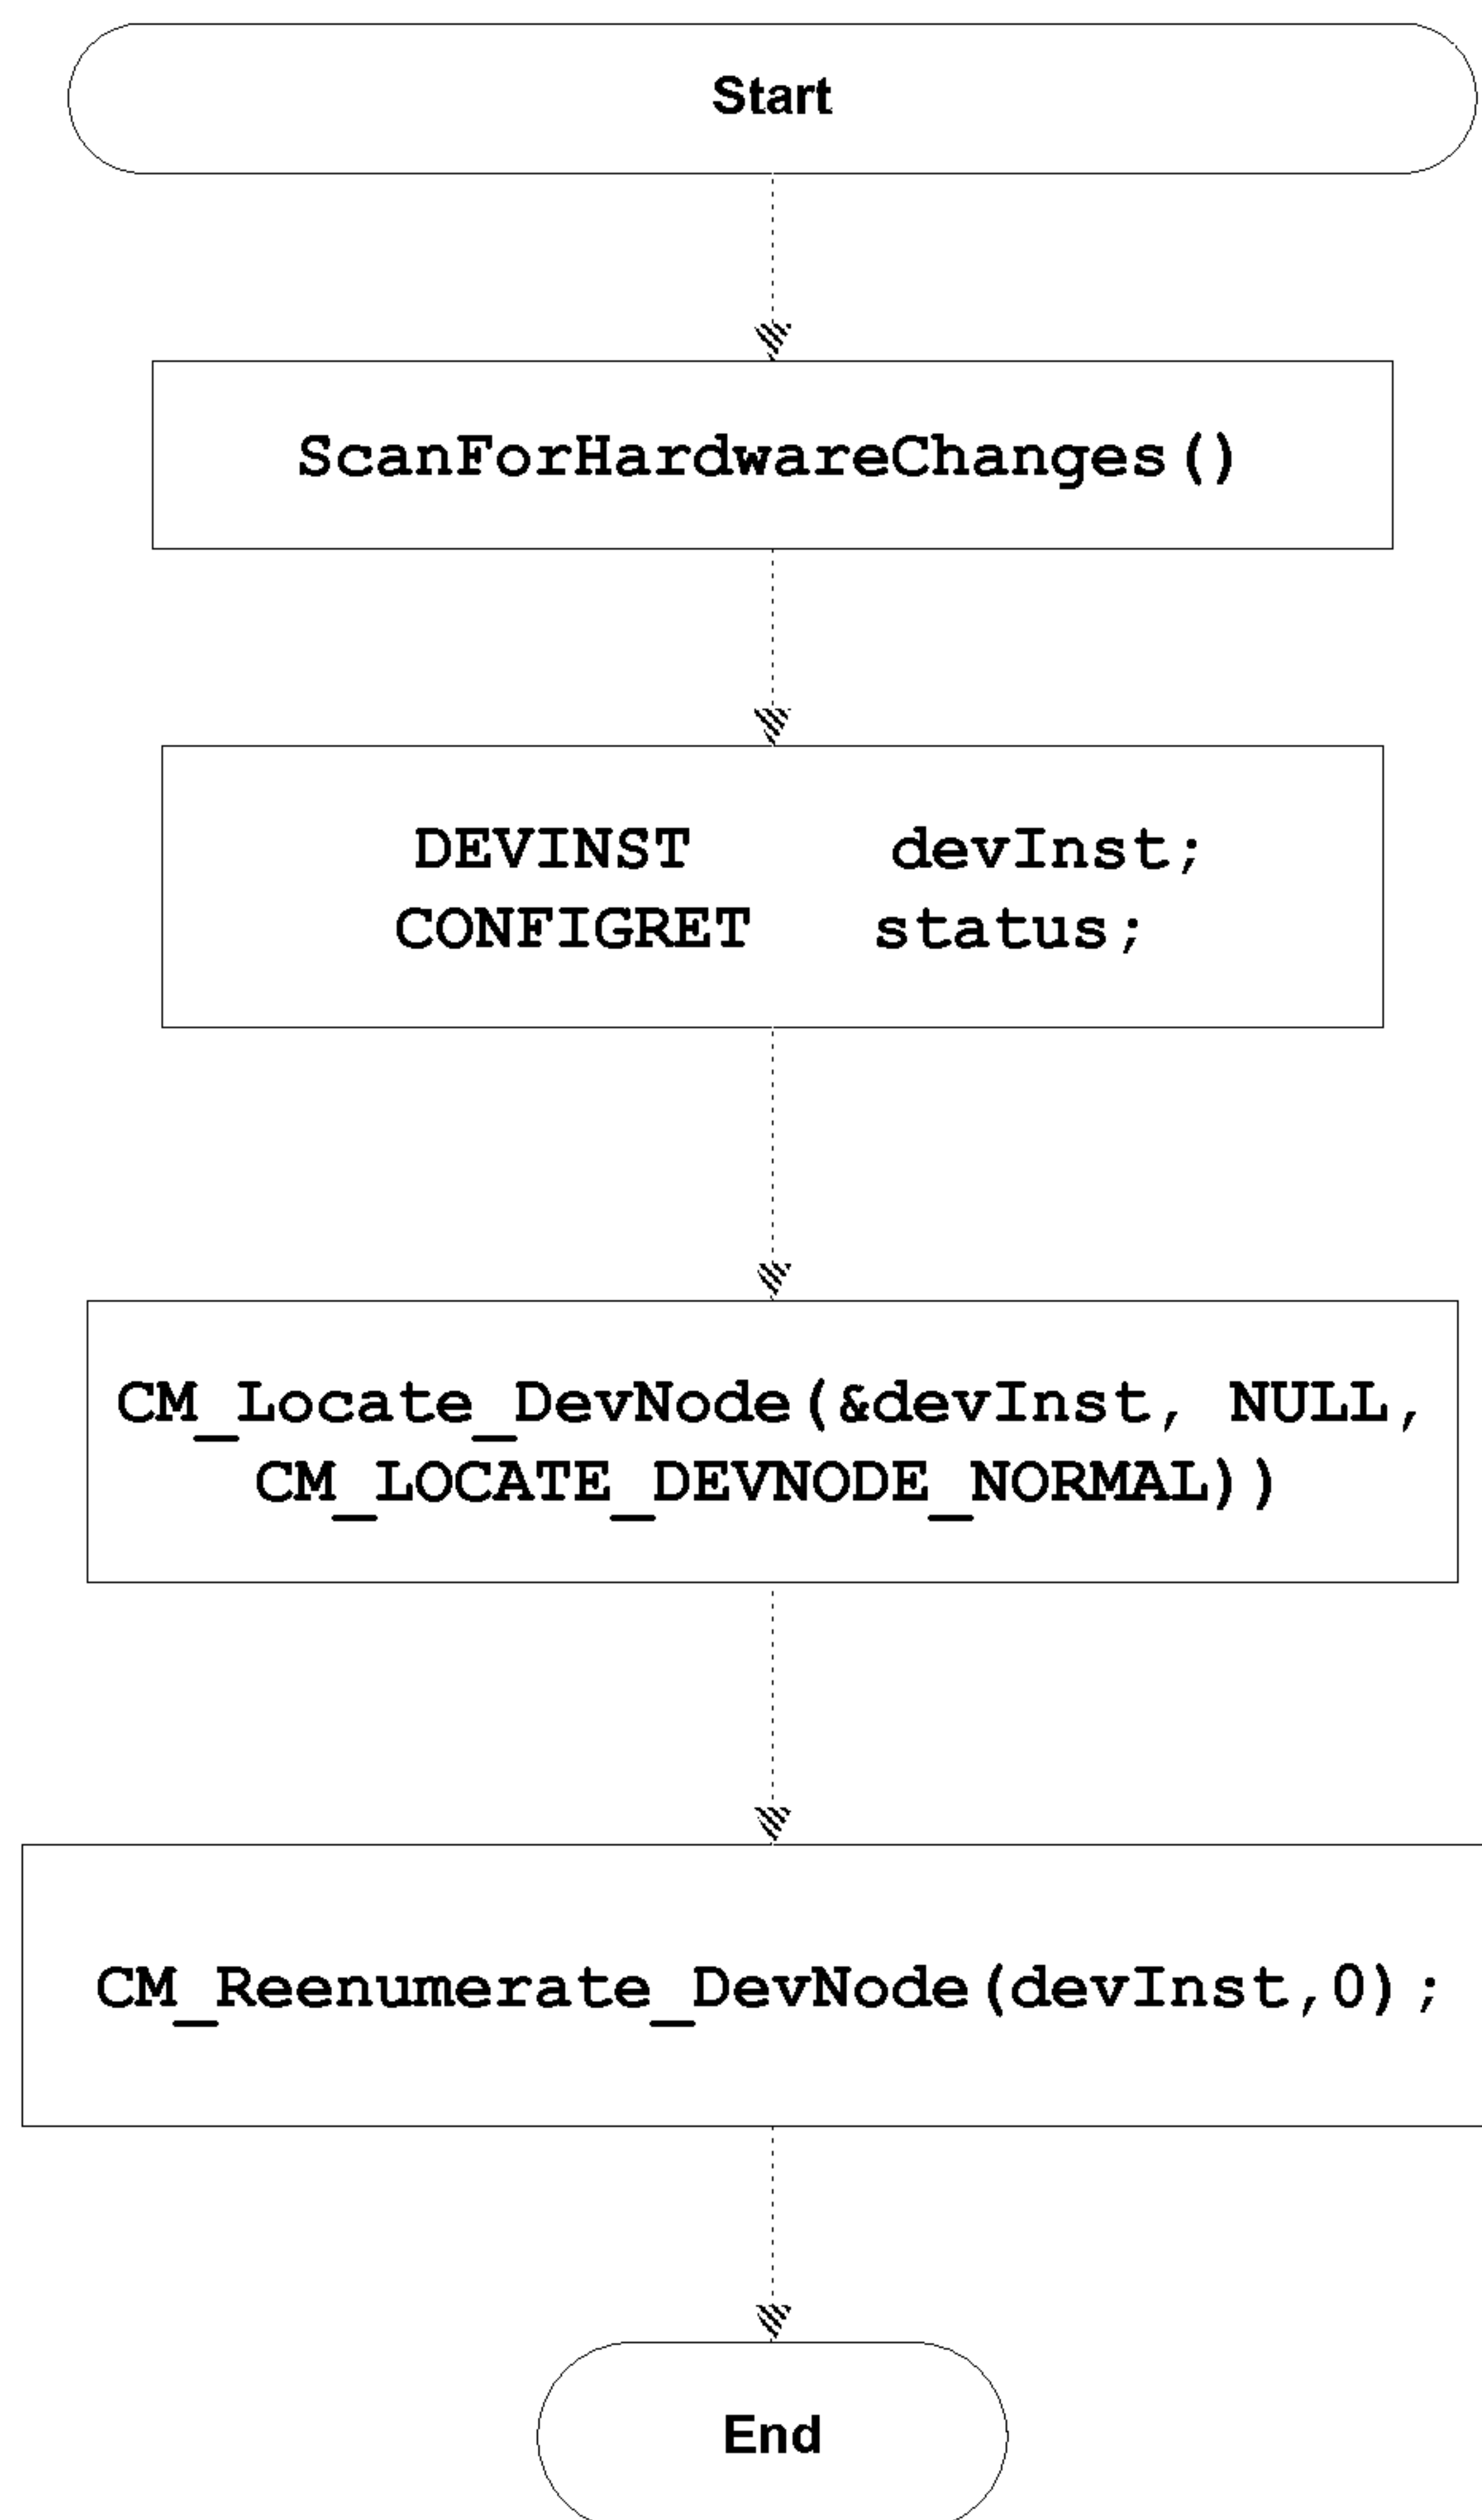 Start
ScanForHardwareChanges()
DEVINST devInst;
CONFIGRET status;
CM_Locate_DevNode(&devInst, NULL,
CM_LOCATE_DEVNODE_NORMAL))
CM_Reenumerate_DevNode(devInst,0);
End